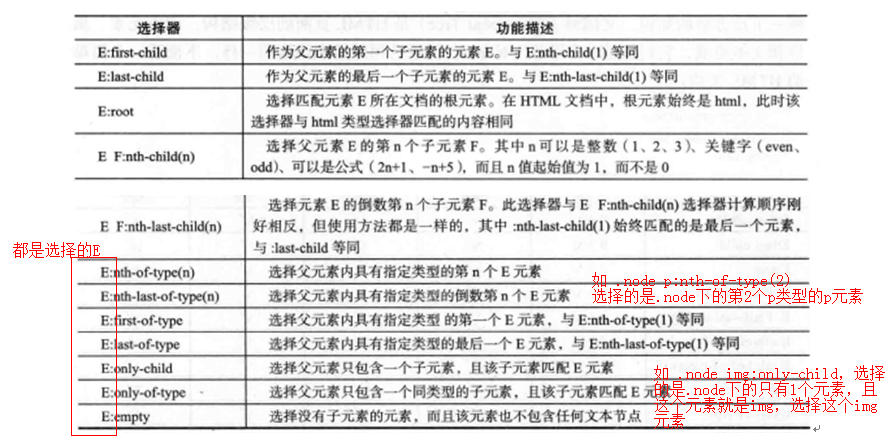 选择器 功能描述
E:first-child 作为父元素的第一个子元素的元素 E。与 E:nth-child(1) 等同
E:last-child 作为父元素的最后一个子元素的元素 E。与 E:nth-last-child(1) 等同
E:root 选择匹配元素 E 所在文档的根元素。在 HTML 文档中，根元素始终是 html，此时该
选择器与 html 类型选择器匹配的内容相同
E F:nth-child(n) 选择父元素 E 的第 n 个子元素 F。其中 n 可以是整数（1、2、3）、关键字（even、
odd）、可以是公式（2n+1、-n+5），而且 n 值起始值为 1，而不是 0
E F:nth-last-child(n) 选择元素 E 的倒数第 n 个子元素 F。此选择器与 E F:nth-child(n) 选择器计算顺序刚
好相反，但使用方法都是一样的，其中 :nth-last-child(1) 始终匹配的是最后一个元素，
与 :last-child 等同
都是选择的E
E:nth-of-type(n) 选择父元素内具有指定类型的第 n 个 E 元素
E:nth-last-of-type(n) 选择父元素内具有指定类型的倒数第 n 个 E 元素
如 .node p:nth-of-type(2)
选择的是.node下的第2个p类型的p元素
E:first-of-type 选择父元素内具有指定类型 的第一个 E 元素，与 E:nth-of-type(1) 等同
E:last-of-type 选择父元素内具有指定类型的最后一个 E 元素，与 E:nth-last-of-type(1) 等同
E:only-child 选择父元素只包含一个子元素，且该子元素匹配 E 元素
E:only-of-type 选择父元素只包含一个同类型的子元素，且该子元素匹配 E 元素
E:empty 选择没有子元素的元素，而且该元素也不包含任何文本节点
如 .node img:only-child，选择
的是.node下的只有1个元素，且
这个元素就是img，选择这个img
元素